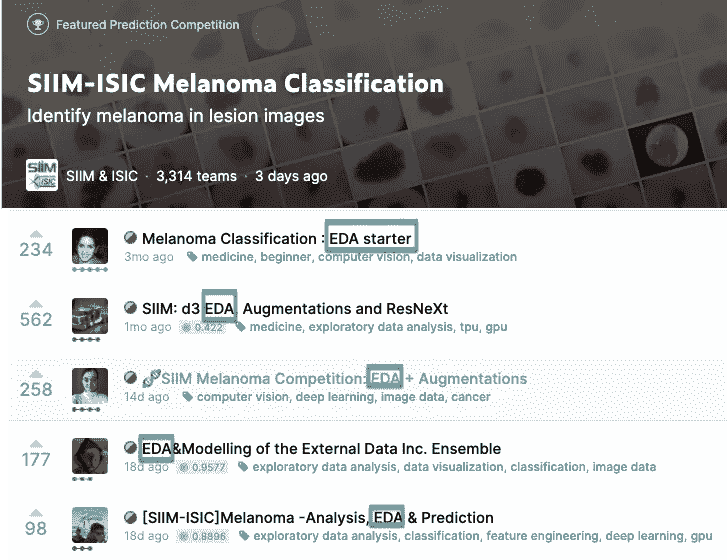 Featured Prediction Competition
SIIM-ISIC Melanoma Classification
Identify melanoma in lesion images
SIIM
ISIC
SIIM & ISIC · 3,314 teams · 3 days ago
234
Melanoma Classification : EDA starter
3mo ago medicine, beginner, computer vision, data visualization
562
SIIM: d3 EDA, Augmentations and ResNeXt
1mo ago 0.422 medicine, exploratory data analysis, tpu, gpu
258
SIIM Melanoma Competition: EDA + Augmentations
14d ago computer vision, deep learning, image data, cancer
177
EDA&Modelling of the External Data Inc. Ensemble
18d ago 0.9577 exploratory data analysis, data visualization, classification, image data
98
[SIIM-ISIC]Melanoma -Analysis, EDA & Prediction
18d ago 0.8896 exploratory data analysis, classification, feature engineering, deep learning, gpu